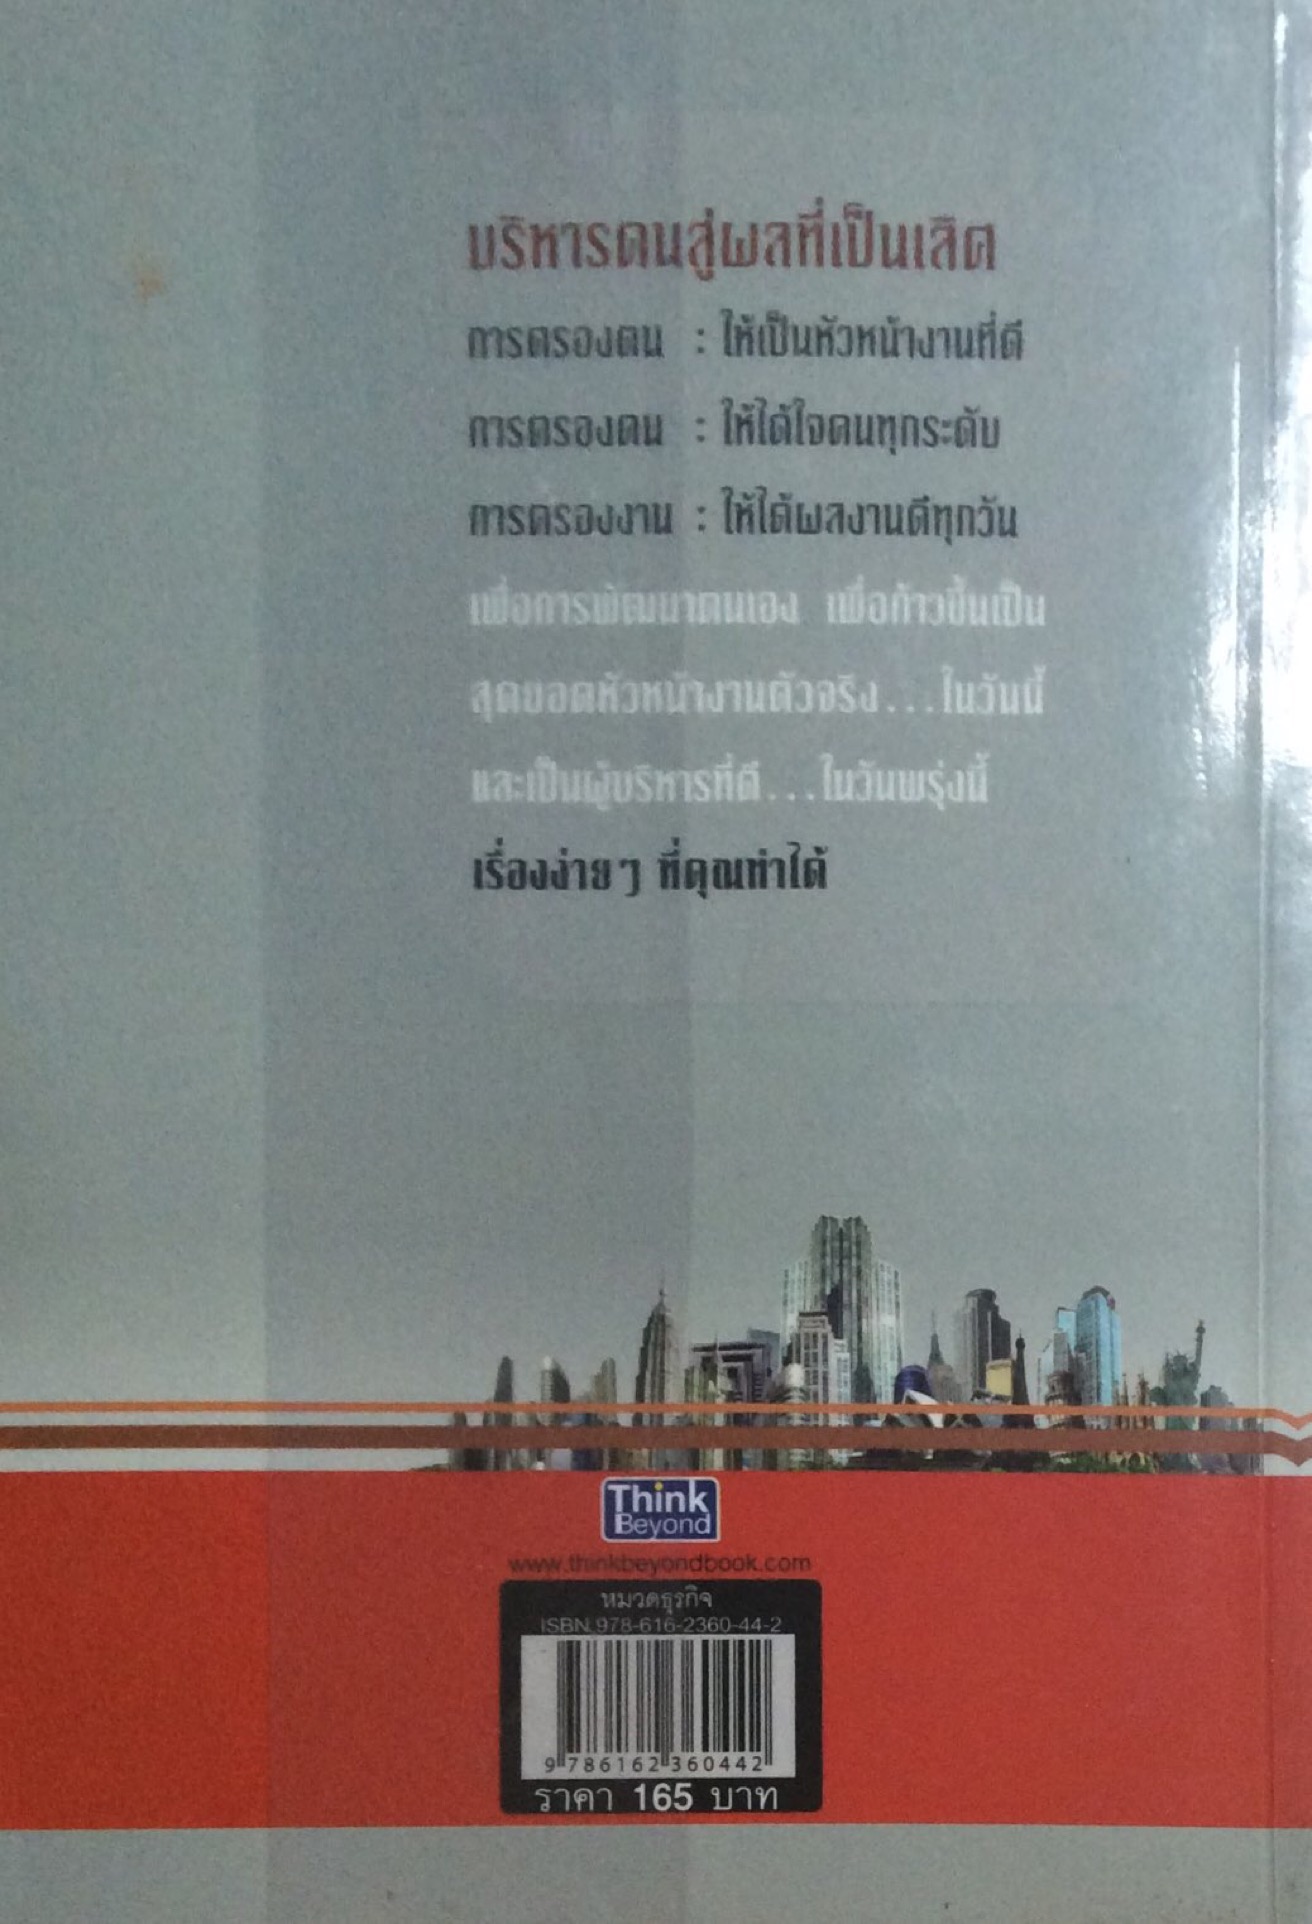 บริหารคนสู่ผลที่เป็นเลิศ
การครองตน : ให้เป็นหัวหน้างานที่ดี
การครองคน : ให้ได้ใจคนทุกระดับ
การครองงาน : ให้ได้ผลงานดีทุกวัน
เพื่อการพัฒนาตนเอง เพื่อก้าวขึ้นเป็น
สุดยอดหัวหน้างานตัวจริง...ในวันนี้
และเป็นผู้บริหารที่ดี...ในวันพรุ่งนี้
เรื่องง่ายๆ ที่คุณทำได้
Think
Beyond
www.thinkbeyondbook.com
หมวดธุรกิจ
ISBN 978-616-2360-44-2
9 786162 360442
ราคา 165 บาท